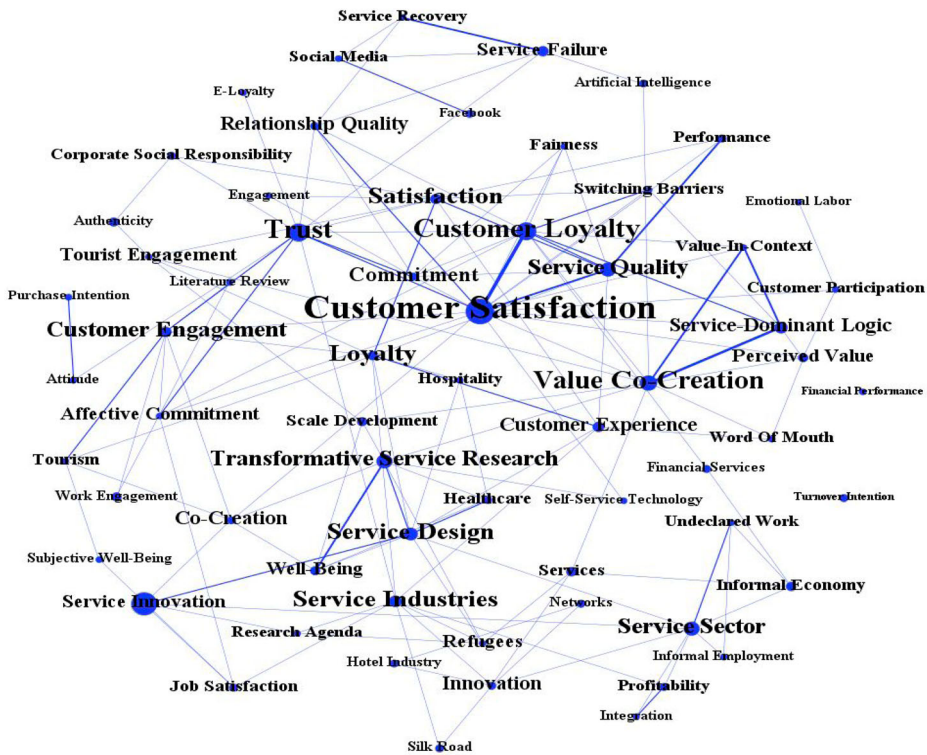 Service Recovery
Service Failure
Social Media
Artificial Intelligence
E-Loyalty
Facebook
Relationship Quality
Performance
Fairness
Corporate Social Responsibility
Switching Barriers
Engagement
Satisfaction
Emotional Labor
Authenticity
Trust
Customer Loyalty
Value-In Context
Tourist Engagement
Service Quality
Commitment
Literature Review
Customer Participation
Purchase Intention
Customer Satisfaction
Service-Dominant Logic
Customer Engagement
Loyalty
Perceived Value
Attitude
Hospitality
Value Co-Creation
Financial Performance
Affective Commitment
Scale Development
Customer Experience
Word Of Mouth
Tourism
Transformative Service Research
Financial Services
Work Engagement
Healthcare
Self-Service Technology
Turnover Intention
Co-Creation
Undeclared Work
Service Design
Subjective Well-Being
Well-Being
Services
Informal Economy
Service Innovation
Service Industries
Networks
Research Agenda
Refugees
Service Sector
Hotel Industry
Informal Employment
Job Satisfaction
Innovation
Profitability
Integration
Silk Road